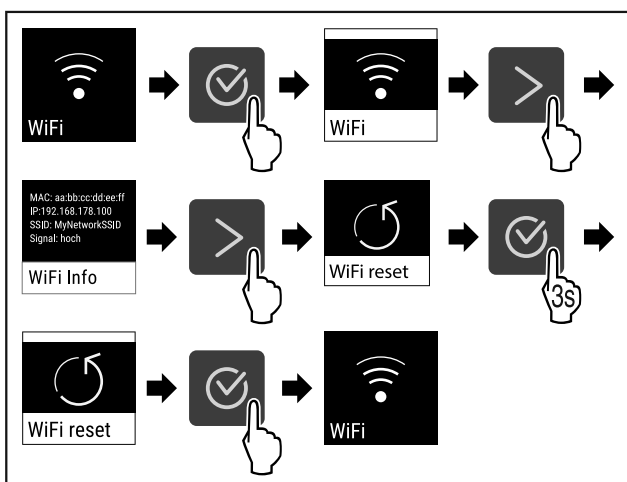 WiFi
WiFi
MAC: aa:bb:cc:dd:ee:ff
IP:192.168.178.100
SSID: MyNetworkSSID
Signal: hoch
WiFi Info
WiFi reset
3s
WiFi reset
WiFi